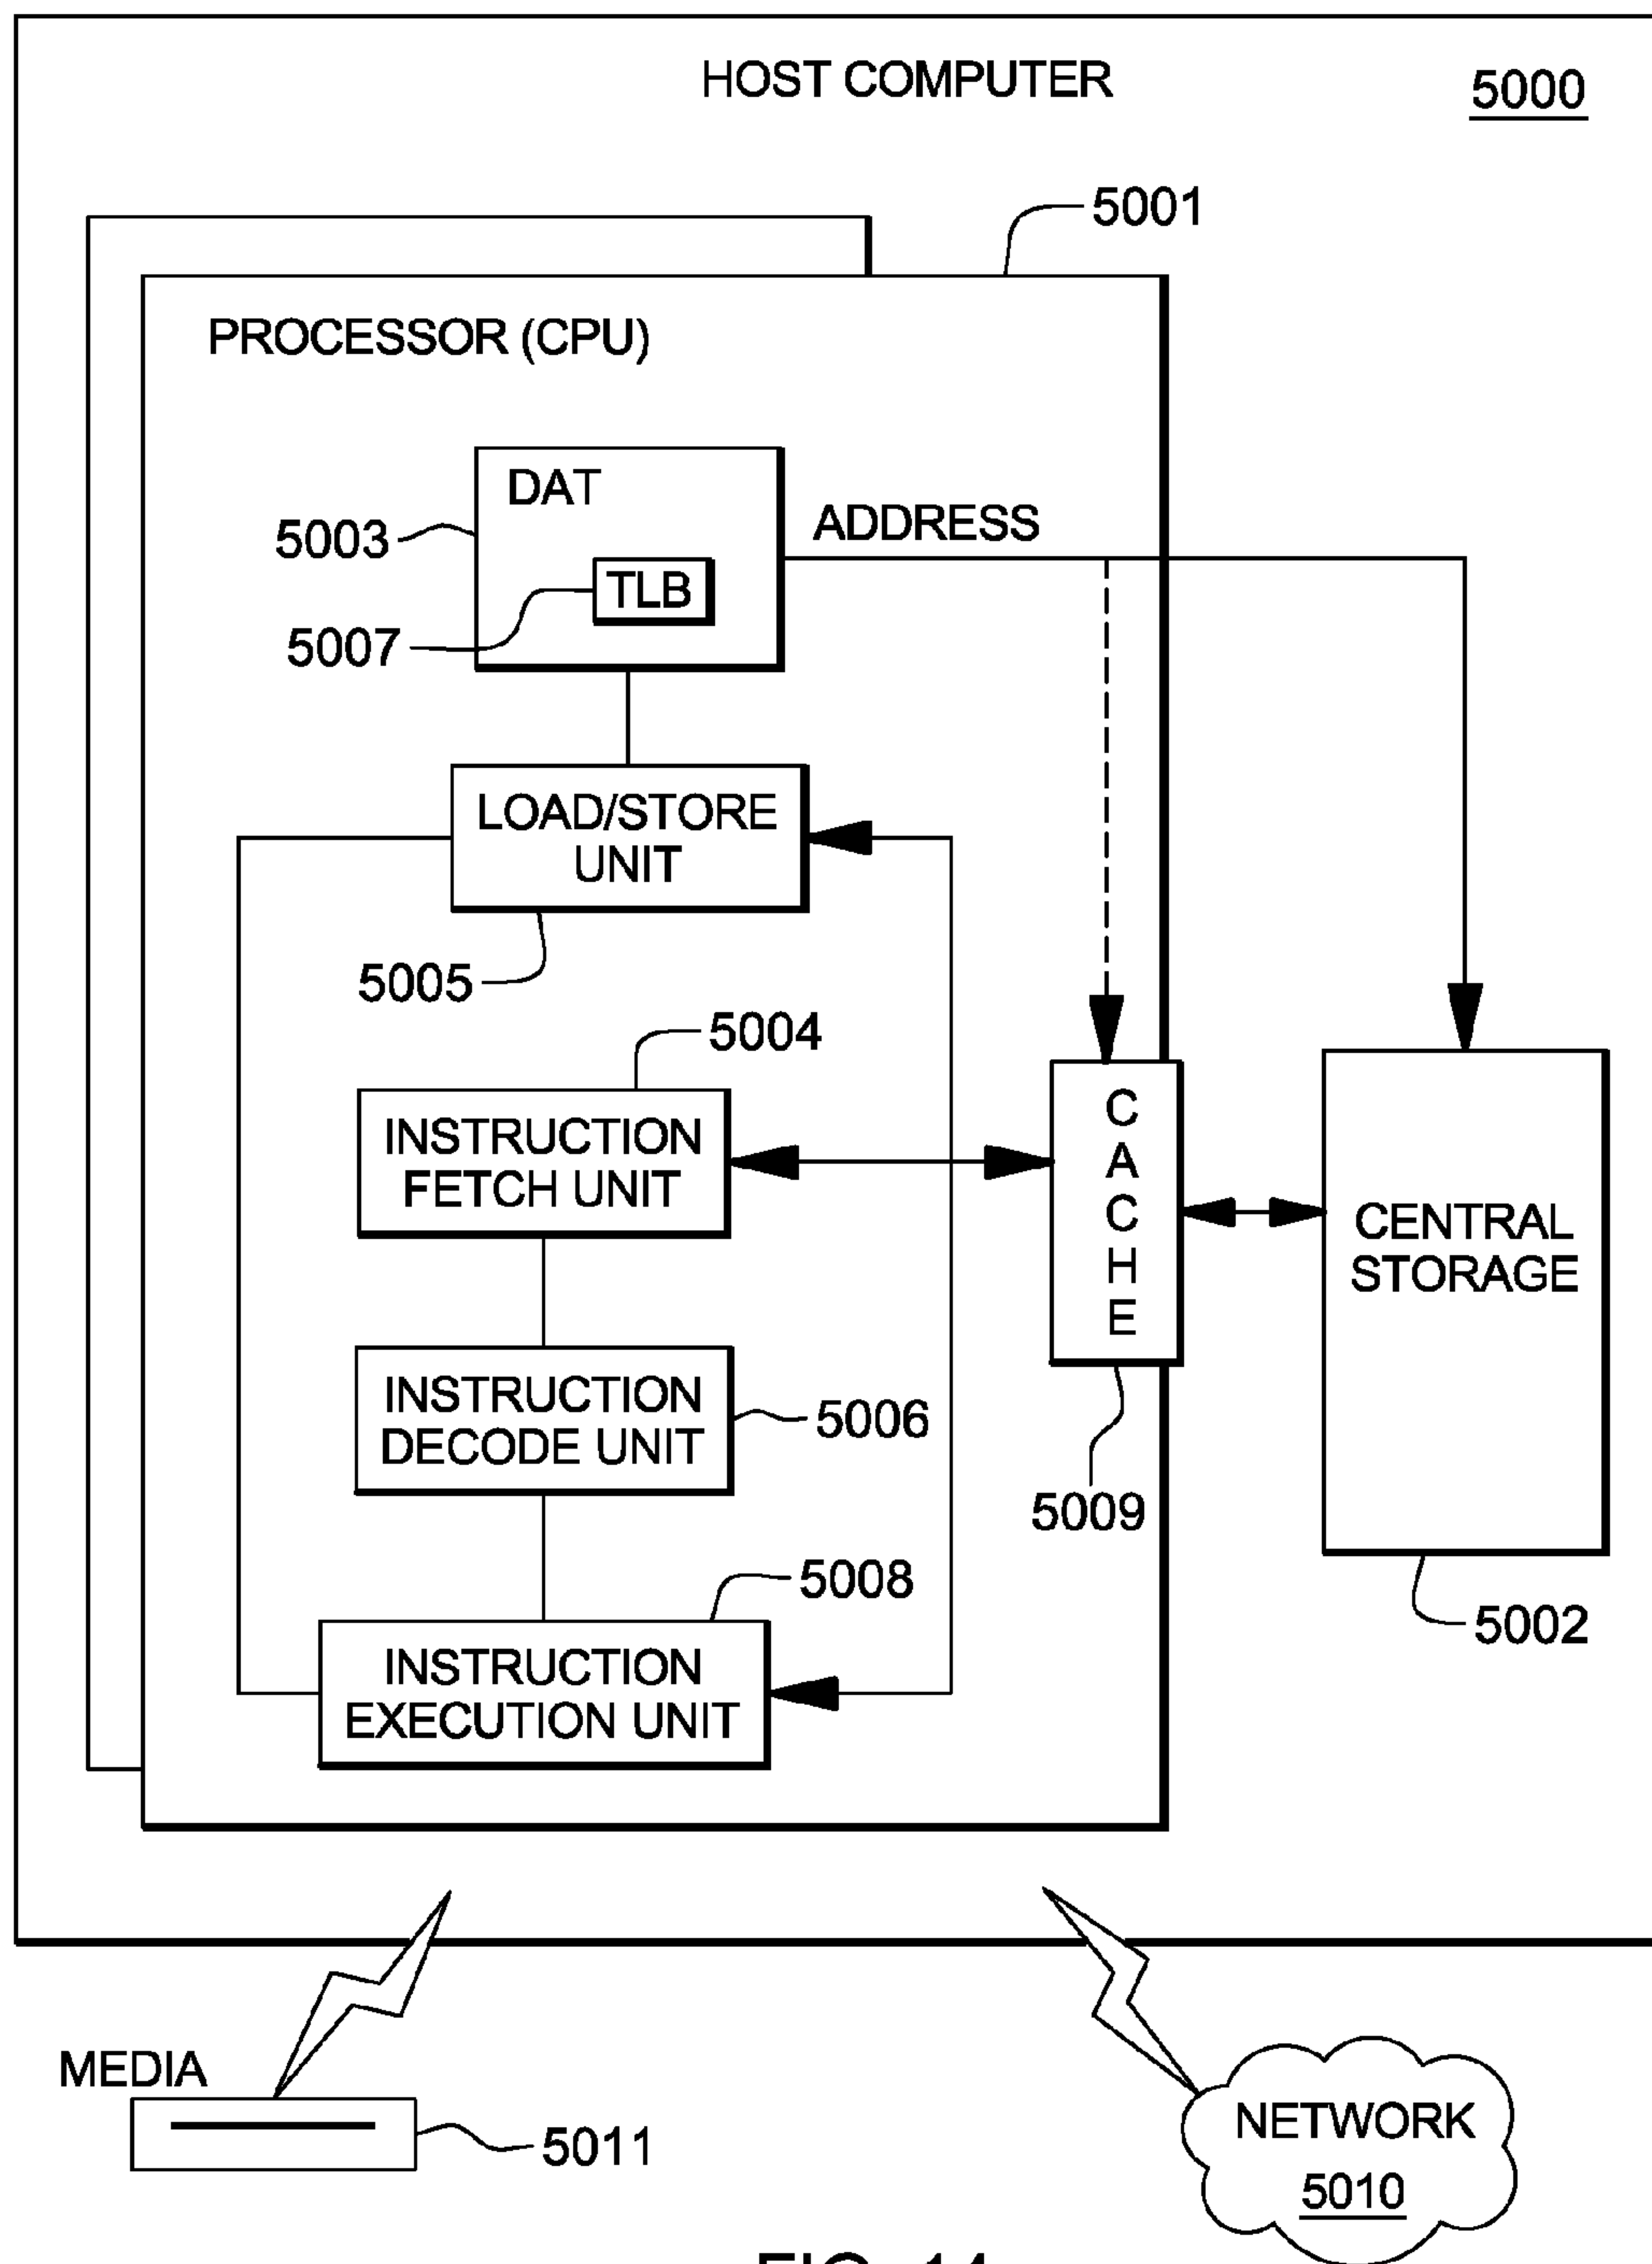 HOST COMPUTER
5000
5001
PROCESSOR (CPU)
DAT
5003
ADDRESS
TLB
5007
LOAD/STORE
UNIT
5005
5004
INSTRUCTION
FETCH UNIT
CACHE
CENTRAL
STORAGE
INSTRUCTION
DECODE UNIT
5006
5009
5008
5002
INSTRUCTION
EXECUTION UNIT
MEDIA
5011
NETWORK
5010